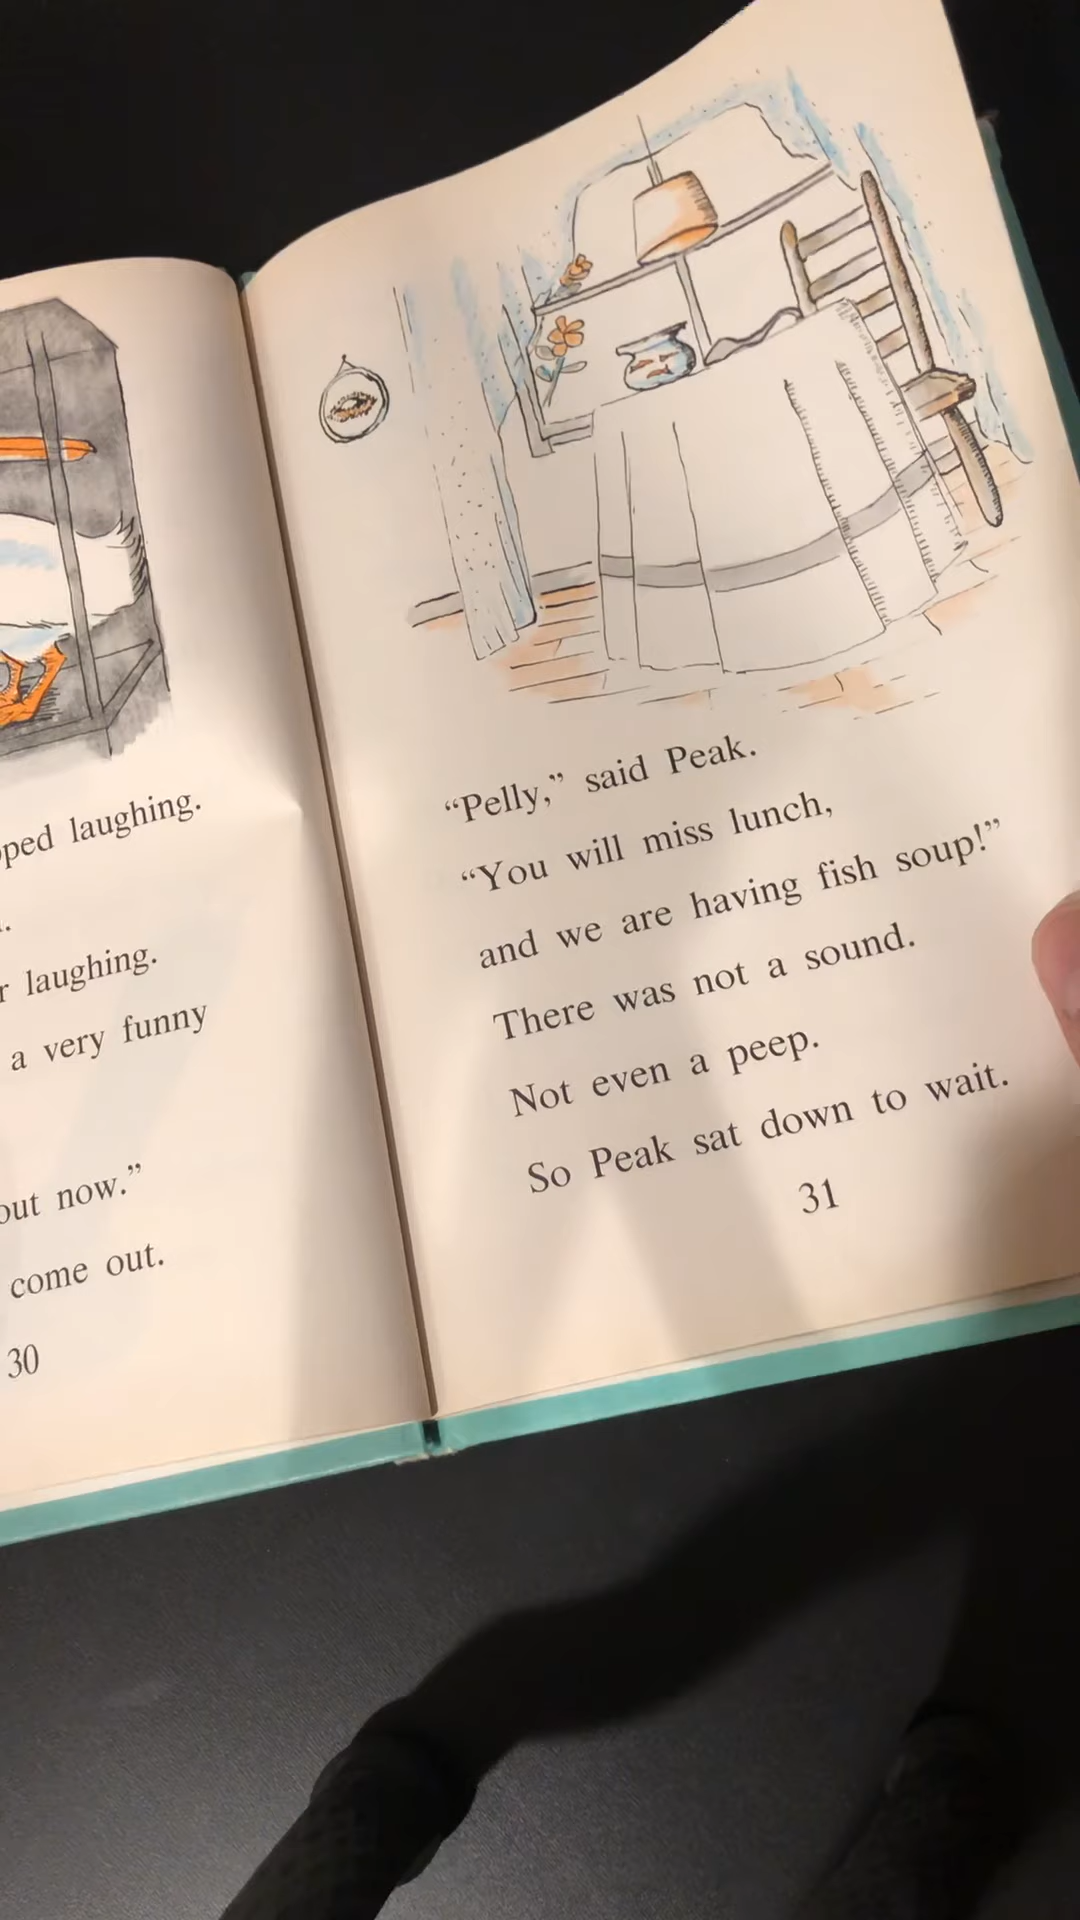 laughing.
laughing.
a very funny
out now.”
come out.
30
“Pelly,” said Peak.
“You will miss lunch,
and we are having fish soup!”
There was not a sound.
Not even a peep.
So Peak sat down to wait.
31